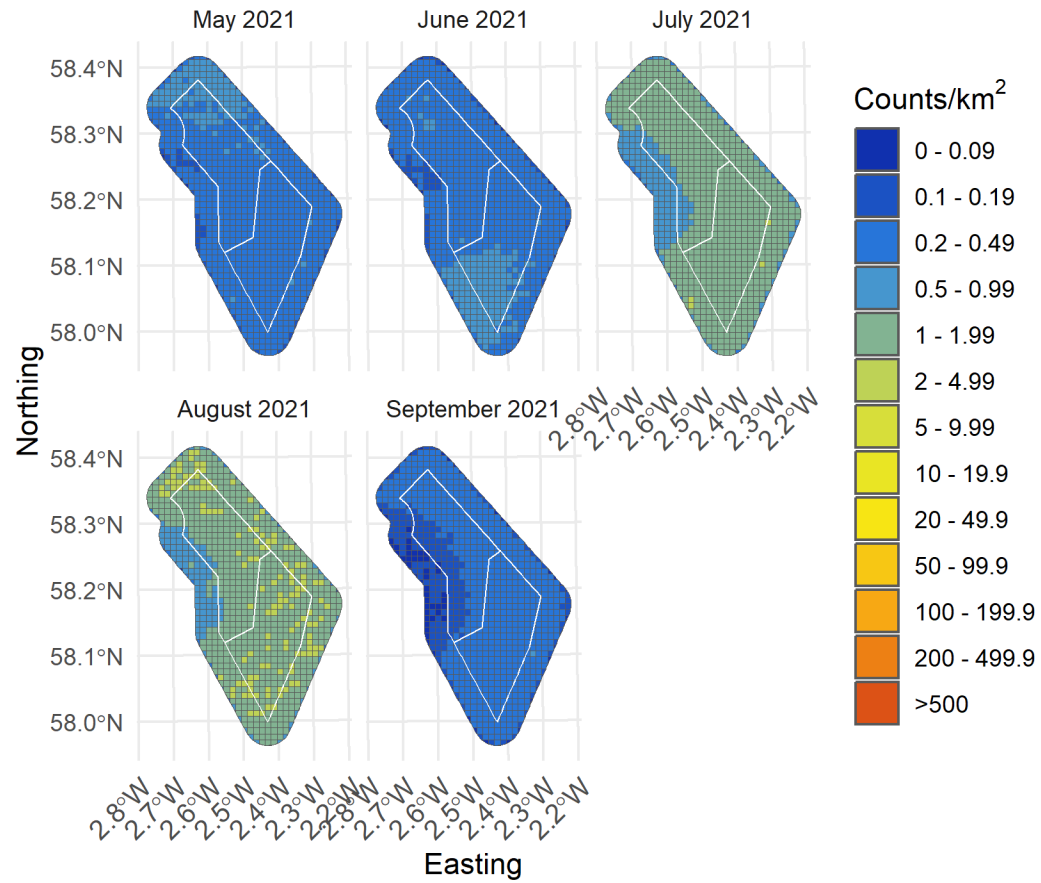 May 2021
June 2021
July 2021
58.4°N
58.3°N
58.2°N
58.1°N
58.0°N
2.8°W
2.7°W
2.6°W
2.5°W
2.4°W
2.3°W
2.2°W
August 2021
September 2021
58.4°N
58.3°N
58.2°N
58.1°N
58.0°N
2.8°W
2.7°W
2.6°W
2.5°W
2.4°W
2.3°W
2.2°W
2.8°W
2.7°W
2.6°W
2.5°W
2.4°W
2.3°W
2.2°W
Northing
Easting
Counts/km²
0 - 0.09
0.1 - 0.19
0.2 - 0.49
0.5 - 0.99
1 - 1.99
2 - 4.99
5 - 9.99
10 - 19.9
20 - 49.9
50 - 99.9
100 - 199.9
200 - 499.9
>500